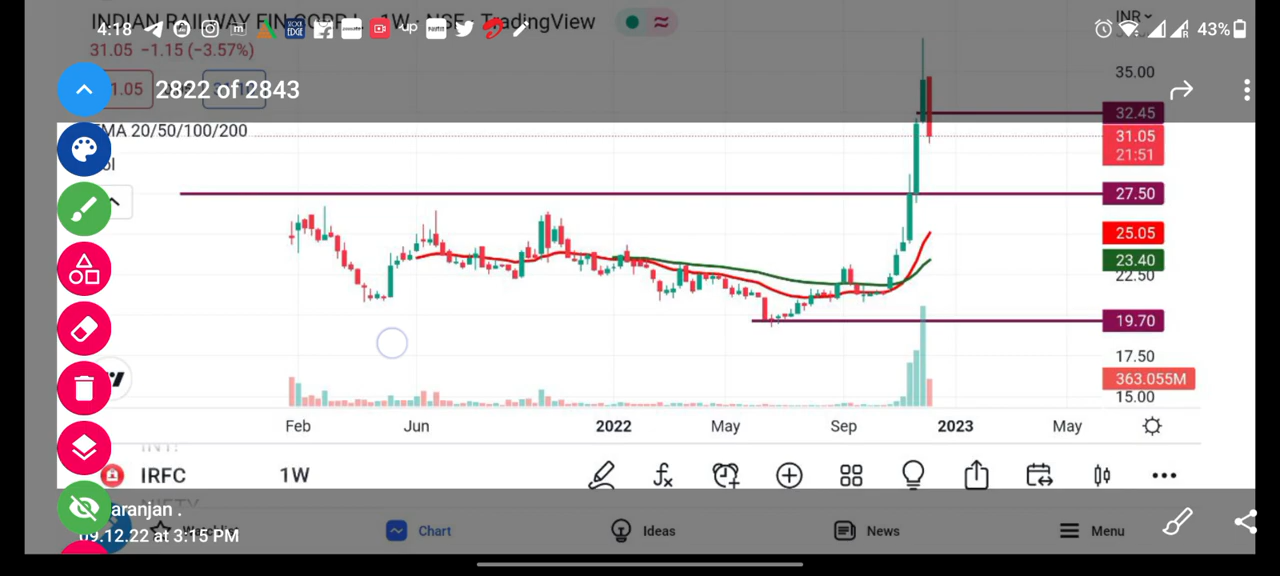 INDIAN RAILWAY FIN CORP L · 1W · NSE · TradingView
4:18
43%
INR
31.05 −1.15 (−3.57%)
35.00
1.05
2822 of 2843
32.45
EMA 20/50/100/200
31.05
21:51
27.50
25.05
23.40
22.50
19.70
17.50
363.055M
15.00
Feb Jun 2022 May Sep 2023 May
IRFC 1W
NIFTY
aranjan .
Chart Ideas News Menu
09.12.22 at 3:15 PM